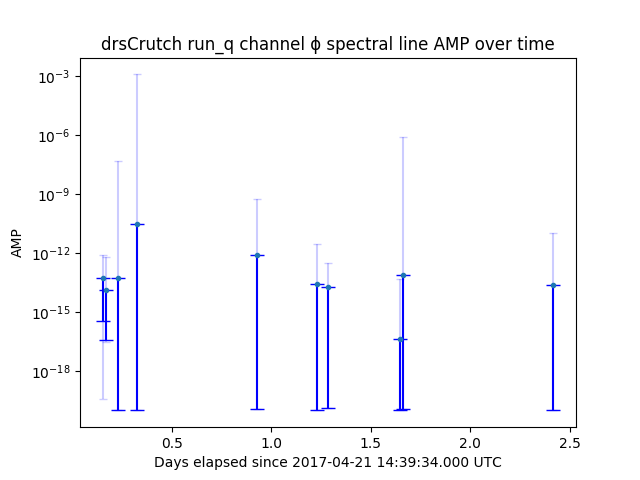 drsCrutch run_q channel ϕ spectral line AMP over time
AMP
10⁻³
10⁻⁶
10⁻⁹
10⁻¹²
10⁻¹⁵
10⁻¹⁸
0.5 1.0 1.5 2.0 2.5
Days elapsed since 2017-04-21 14:39:34.000 UTC